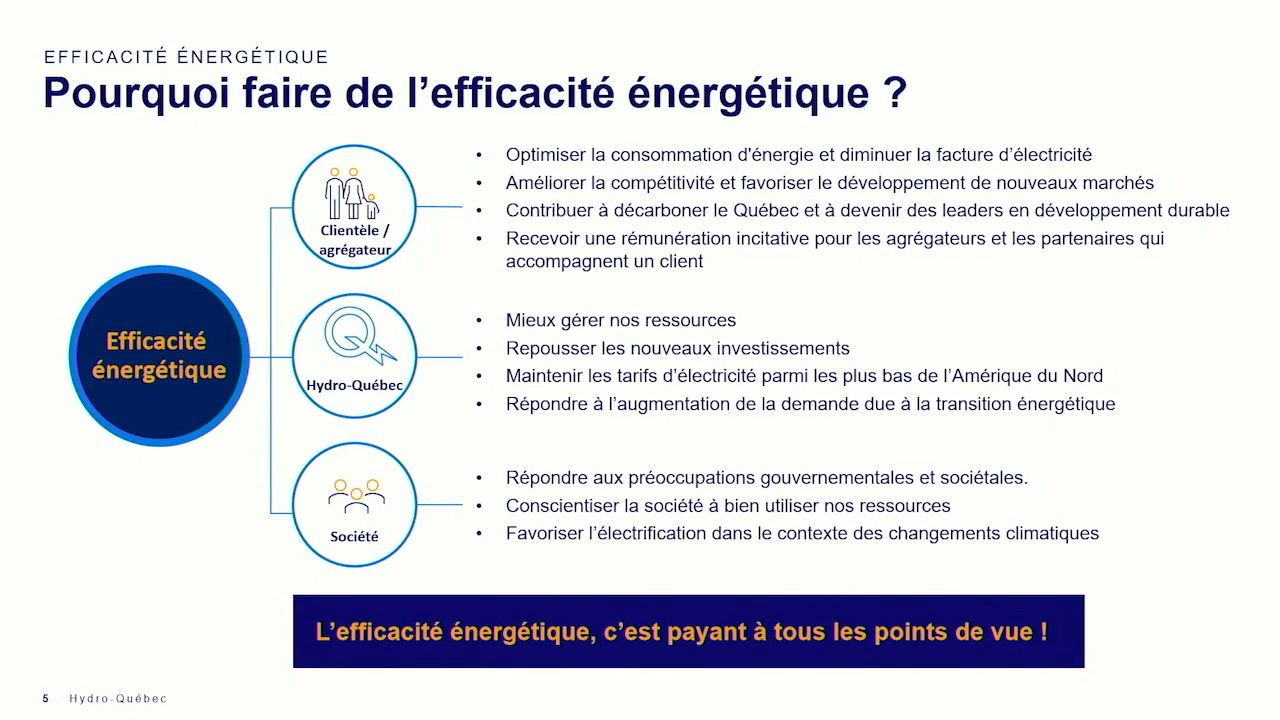 EFFICACITÉ ÉNERGÉTIQUE
Pourquoi faire de l’efficacité énergétique ?
Efficacité
énergétique
Clientèle /
agrégateur
• Optimiser la consommation d'énergie et diminuer la facture d’électricité
• Améliorer la compétitivité et favoriser le développement de nouveaux marchés
• Contribuer à décarboner le Québec et à devenir des leaders en développement durable
• Recevoir une rémunération incitative pour les agrégateurs et les partenaires qui
accompagnent un client
Hydro-Québec
• Mieux gérer nos ressources
• Repousser les nouveaux investissements
• Maintenir les tarifs d’électricité parmi les plus bas de l’Amérique du Nord
• Répondre à l’augmentation de la demande due à la transition énergétique
Société
• Répondre aux préoccupations gouvernementales et sociétales.
• Conscientiser la société à bien utiliser nos ressources
• Favoriser l’électrification dans le contexte des changements climatiques
L’efficacité énergétique, c’est payant à tous les points de vue !
5 Hydro-Québec